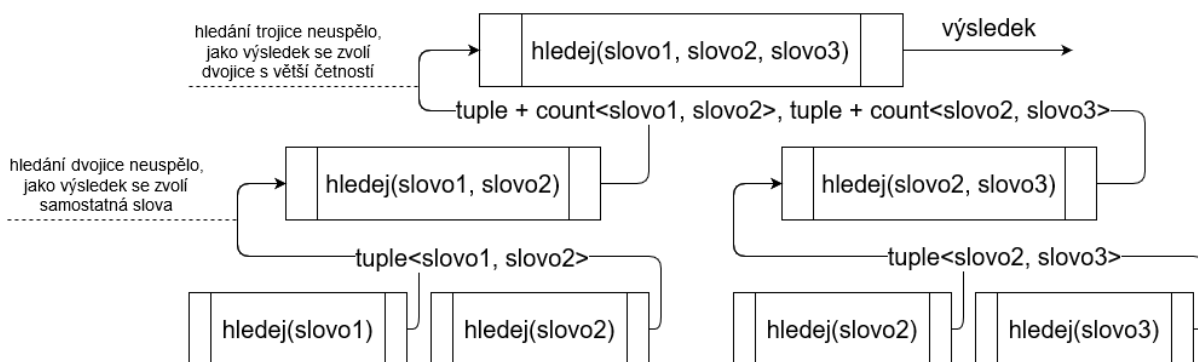 hledání trojice neuspělo,
jako výsledek se zvolí
dvojice s větší četností
hledej(slovo1, slovo2, slovo3)
výsledek
tuple + count<slovo1, slovo2>, tuple + count<slovo2, slovo3>
hledání dvojice neuspělo,
jako výsledek se zvolí
samostatná slova
hledej(slovo1, slovo2)
hledej(slovo2, slovo3)
tuple<slovo1, slovo2>
tuple<slovo2, slovo3>
hledej(slovo1)
hledej(slovo2)
hledej(slovo2)
hledej(slovo3)